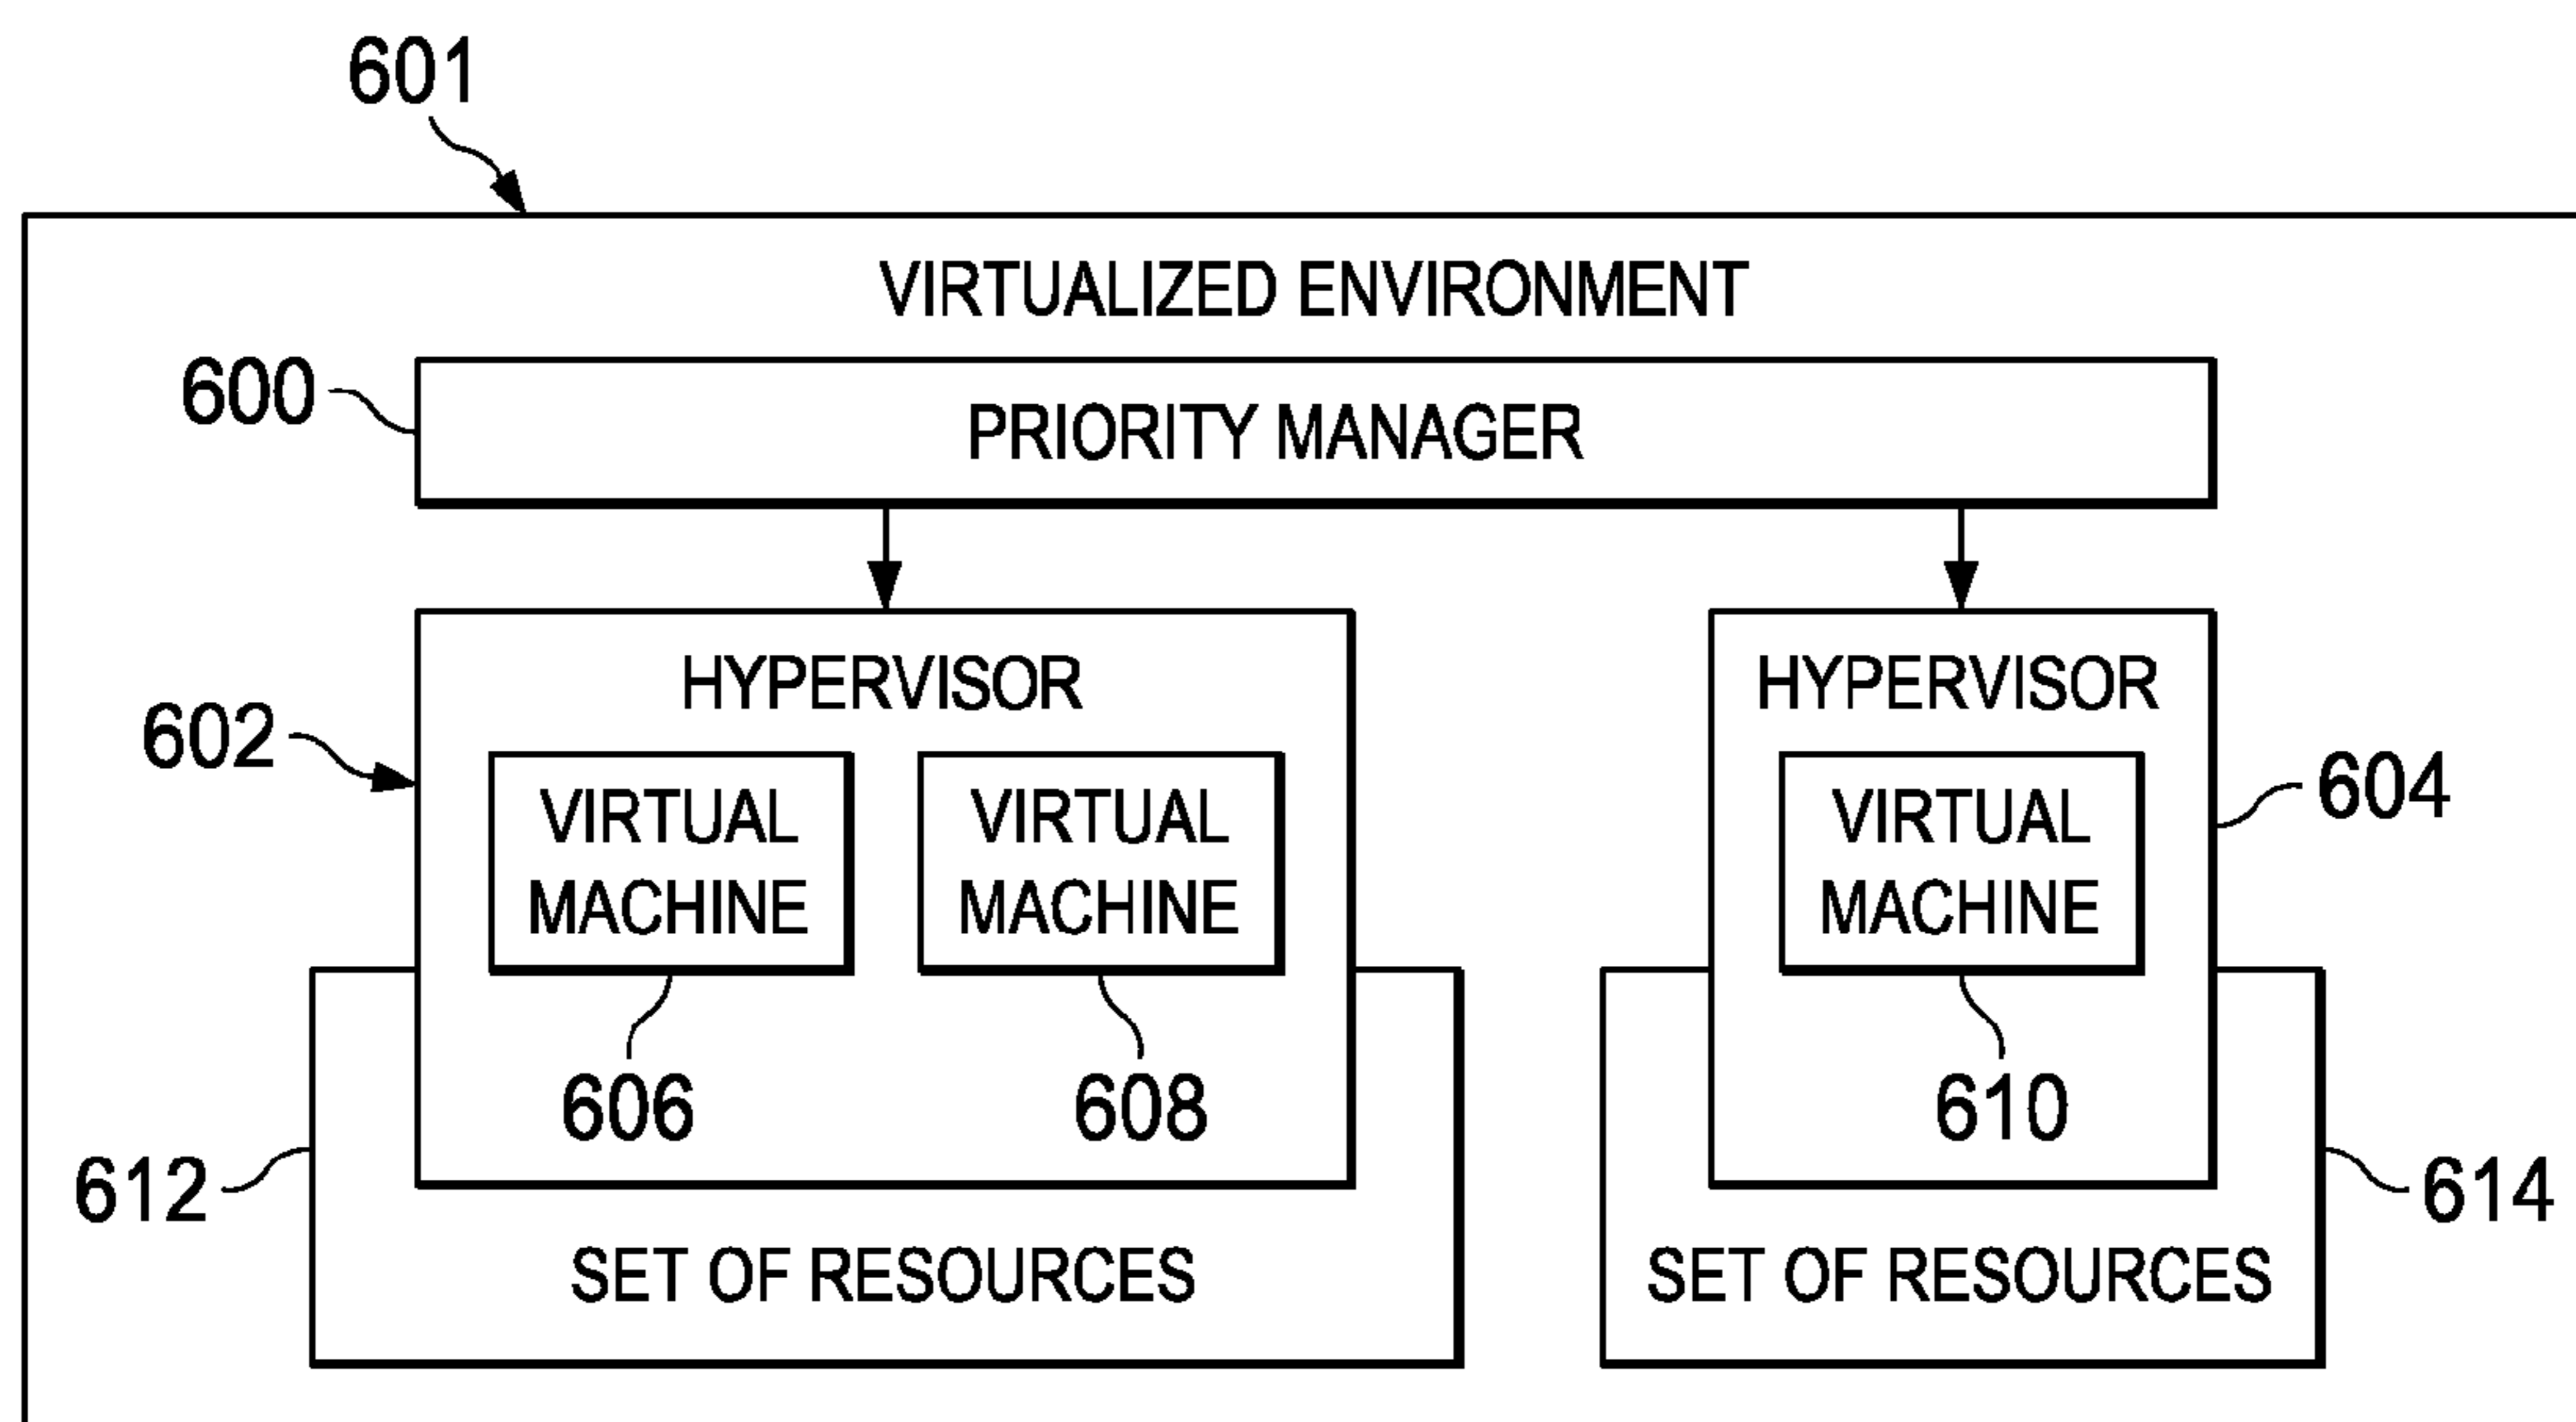 601
VIRTUALIZED ENVIRONMENT
600
PRIORITY MANAGER
HYPERVISOR
HYPERVISOR
602
604
VIRTUAL
MACHINE
VIRTUAL
MACHINE
VIRTUAL
MACHINE
606
608
610
612
614
SET OF RESOURCES
SET OF RESOURCES